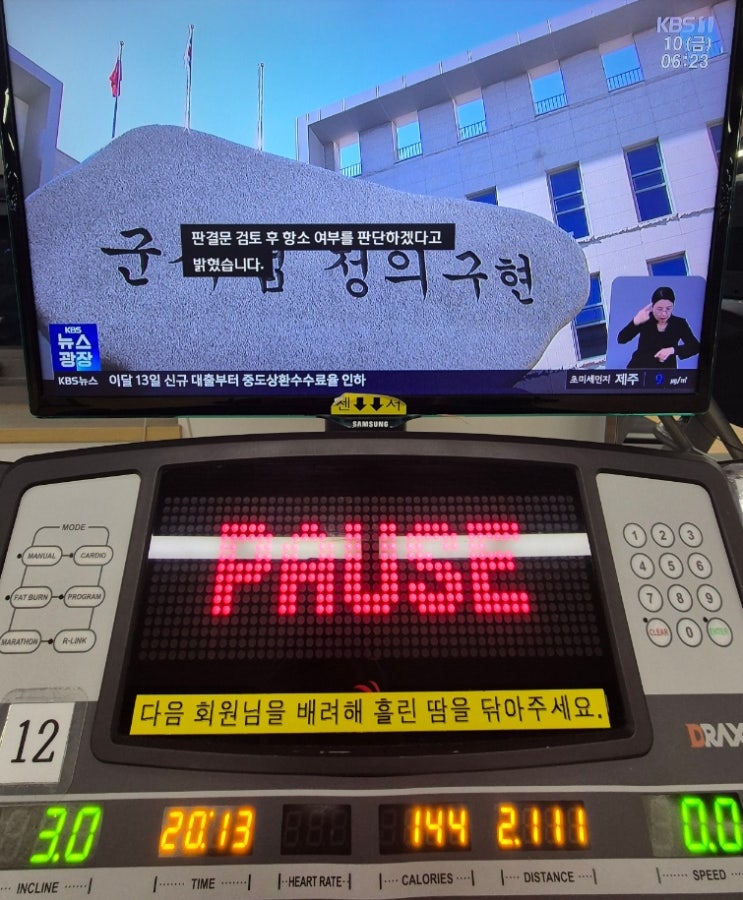 KBS 1
10(금)
06:23
판결문 검토 후 항소 여부를 판단하겠다고
밝혔습니다.
군 정의구현
KBS
뉴스
광장
KBS뉴스 이달 13일 신규 대출부터 중도상환수수료율 인하
초미세먼지 제주 9 ㎍/㎥
센 서
SAMSUNG
MODE
MANUAL CARDIO
FAT BURN PROGRAM
MARATHON R-LINK
PAUSE
1 2 3
4 5 6
7 8 9
CLEAR 0 ENTER
다음 회원님을 배려해 흘린 땀을 닦아주세요.
12
DRAX
3.0 20:13 144 2.111 0.0
INCLINE TIME HEART RATE CALORIES DISTANCE SPEED